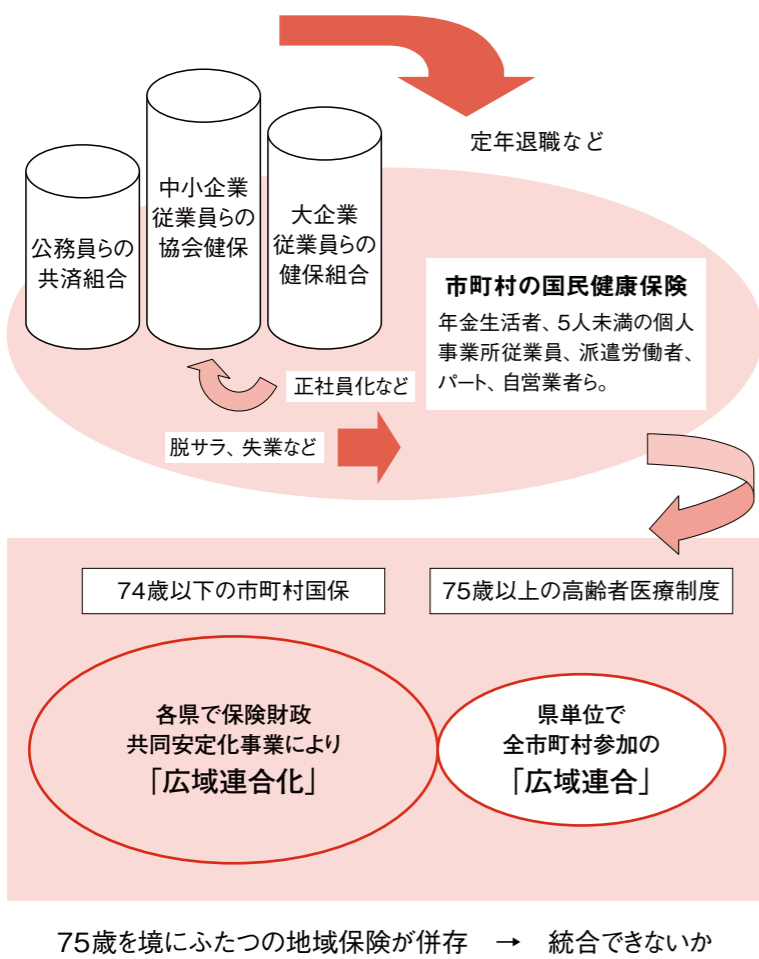 定年退職など
公務員らの
共済組合
中小企業
従業員らの
協会健保
大企業
従業員らの
健保組合
市町村の国民健康保険
年金生活者、5人未満の個人
事業所従業員、派遣労働者、
パート、自営業者ら。
正社員化など
脱サラ、失業など
74歳以下の市町村国保
75歳以上の高齢者医療制度
各県で保険財政
共同安定化事業により
「広域連合化」
県単位で
全市町村参加の
「広域連合」
75歳を境にふたつの地域保険が併存 → 統合できないか